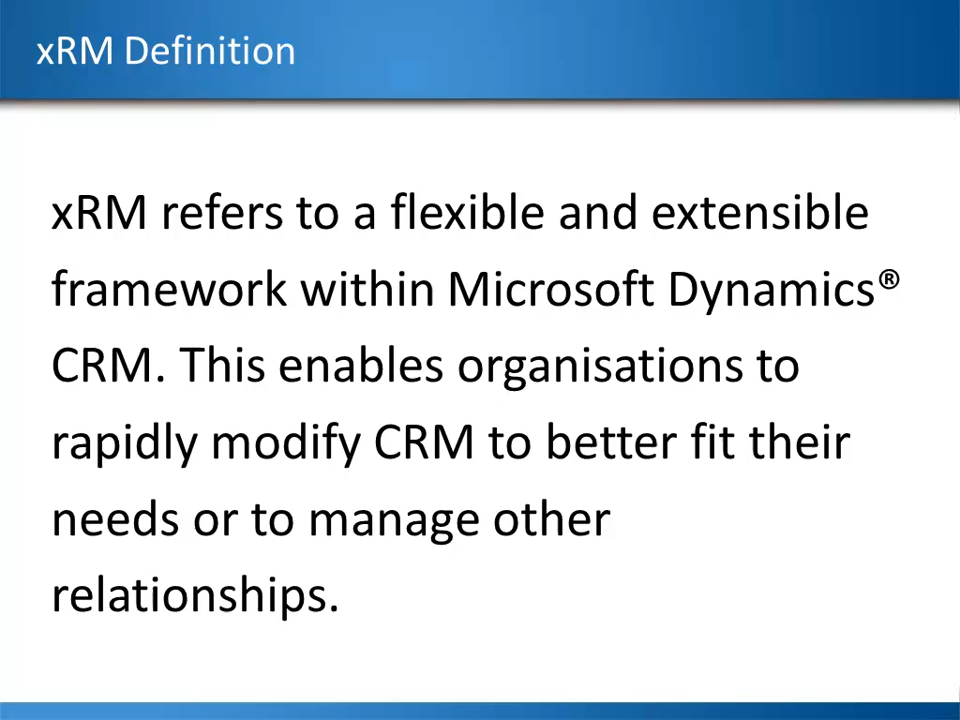 xRM Definition
xRM refers to a flexible and extensible
framework within Microsoft Dynamics®
CRM. This enables organisations to
rapidly modify CRM to better fit their
needs or to manage other
relationships.